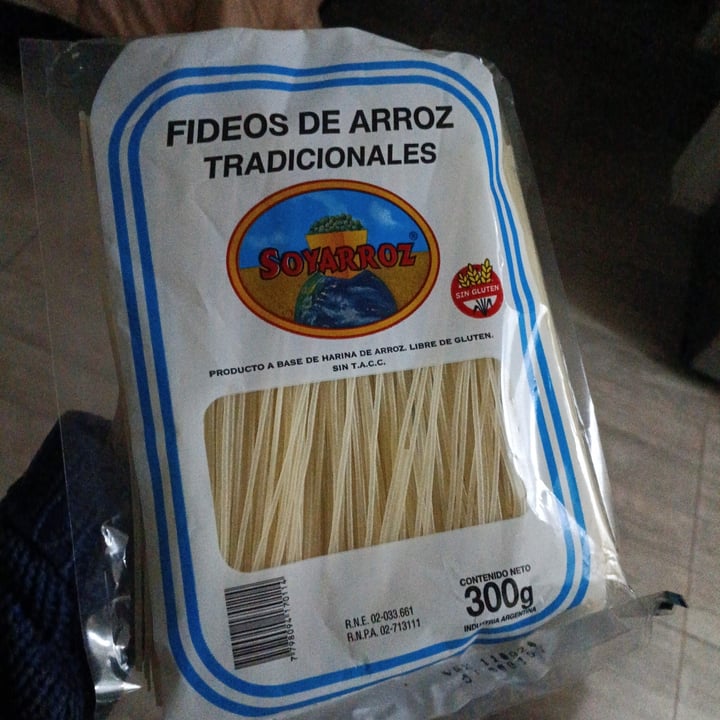 FIDEOS DE ARROZ
TRADICIONALES
SOYARROZ®
SIN GLUTEN
PRODUCTO A BASE DE HARINA DE ARROZ. LIBRE DE GLUTEN.
SIN T.A.C.C.
CONTENIDO NETO
300g
INDUSTRIA ARGENTINA
R.N.E. 02-033.661
R.N.P.A. 02-713111